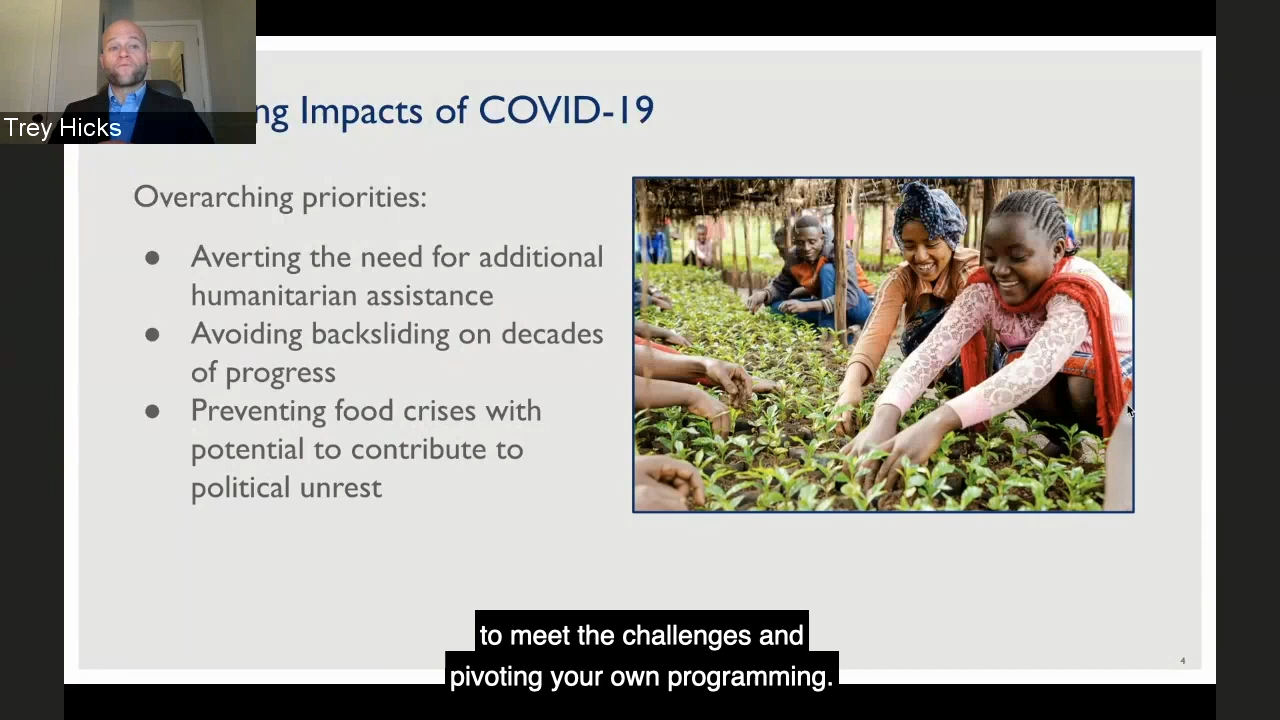 Trey Hicks
ng Impacts of COVID-19
Overarching priorities:
● Averting the need for additional
humanitarian assistance
● Avoiding backsliding on decades
of progress
● Preventing food crises with
potential to contribute to
political unrest
to meet the challenges and
pivoting your own programming.
4